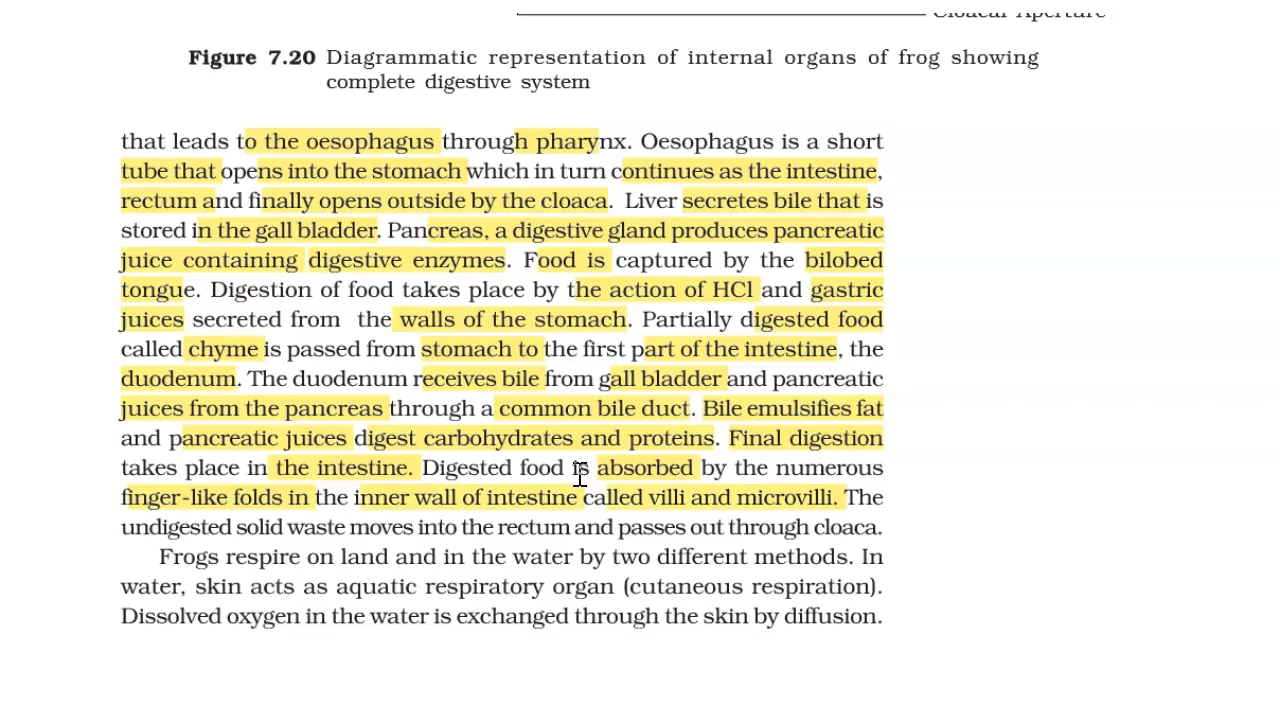 Cloacal Aperture
Figure 7.20 Diagrammatic representation of internal organs of frog showing
complete digestive system
that leads to the oesophagus through pharynx. Oesophagus is a short
tube that opens into the stomach which in turn continues as the intestine,
rectum and finally opens outside by the cloaca. Liver secretes bile that is
stored in the gall bladder. Pancreas, a digestive gland produces pancreatic
juice containing digestive enzymes. Food is captured by the bilobed
tongue. Digestion of food takes place by the action of HCl and gastric
juices secreted from the walls of the stomach. Partially digested food
called chyme is passed from stomach to the first part of the intestine, the
duodenum. The duodenum receives bile from gall bladder and pancreatic
juices from the pancreas through a common bile duct. Bile emulsifies fat
and pancreatic juices digest carbohydrates and proteins. Final digestion
takes place in the intestine. Digested food is absorbed by the numerous
finger-like folds in the inner wall of intestine called villi and microvilli. The
undigested solid waste moves into the rectum and passes out through cloaca.
Frogs respire on land and in the water by two different methods. In
water, skin acts as aquatic respiratory organ (cutaneous respiration).
Dissolved oxygen in the water is exchanged through the skin by diffusion.